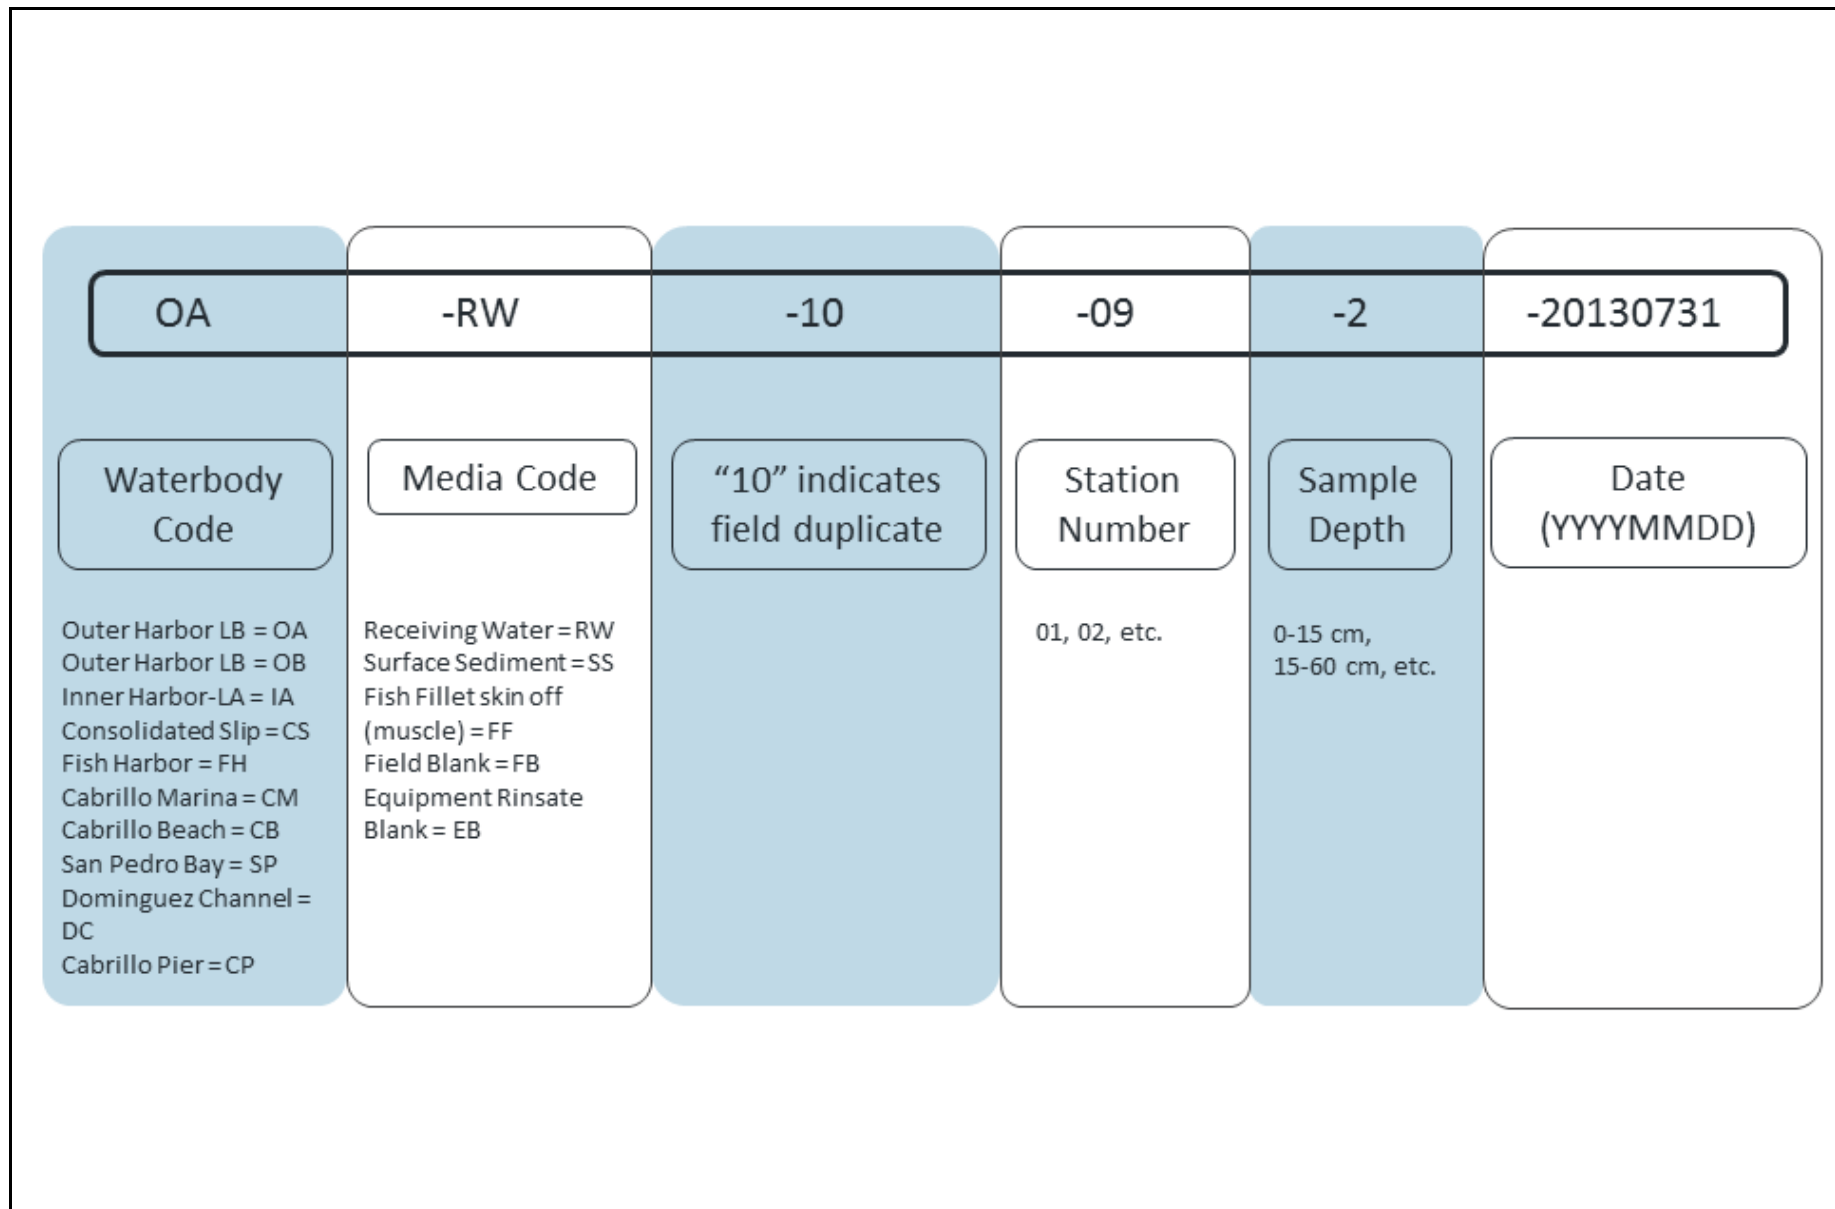 OA -RW -10 -09 -2 -20130731
Waterbody
Code
Media Code
“10” indicates
field duplicate
Station
Number
Sample
Depth
Date
(YYYYMMDD)
Outer Harbor LB = OA
Outer Harbor LB = OB
Inner Harbor-LA = IA
Consolidated Slip = CS
Fish Harbor = FH
Cabrillo Marina = CM
Cabrillo Beach = CB
San Pedro Bay = SP
Dominguez Channel =
DC
Cabrillo Pier = CP
Receiving Water = RW
Surface Sediment = SS
Fish Fillet skin off
(muscle) = FF
Field Blank = FB
Equipment Rinsate
Blank = EB
01, 02, etc.
0-15 cm,
15-60 cm, etc.